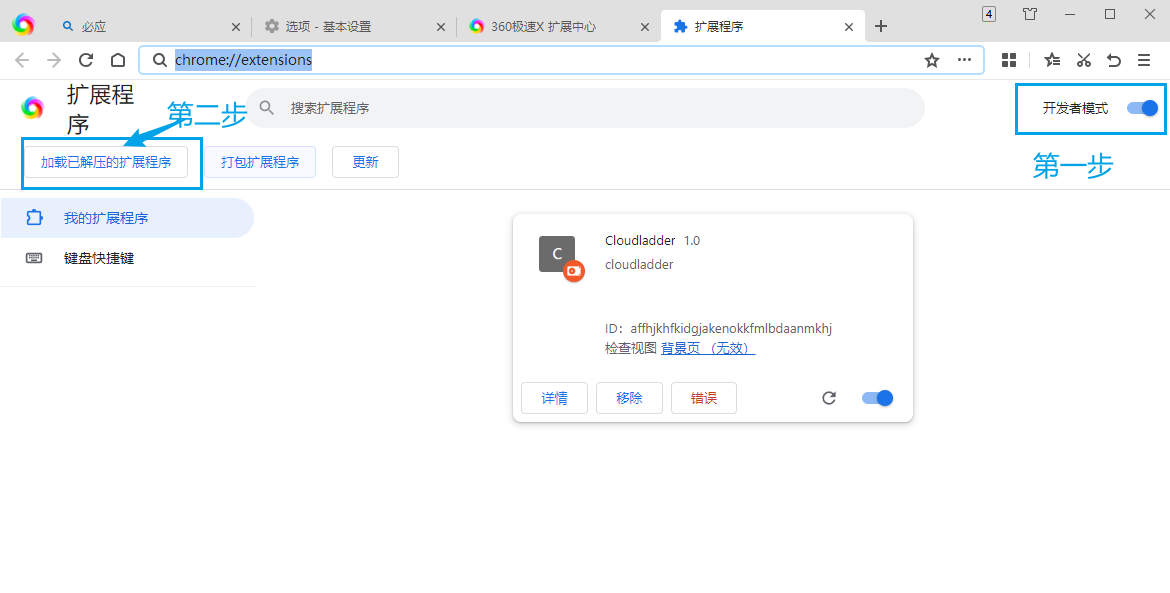 必应
选项 - 基本设置
360极速X 扩展中心
扩展程序
4
chrome://extensions
扩展程
序
搜索扩展程序
开发者模式
第二步
第一步
加载已解压的扩展程序
打包扩展程序
更新
我的扩展程序
键盘快捷键
C
Cloudladder 1.0
cloudladder
ID: affhjkhfkidgjakenokkfmlbdaanmkhj
检查视图 背景页 （无效）
详情
移除
错误